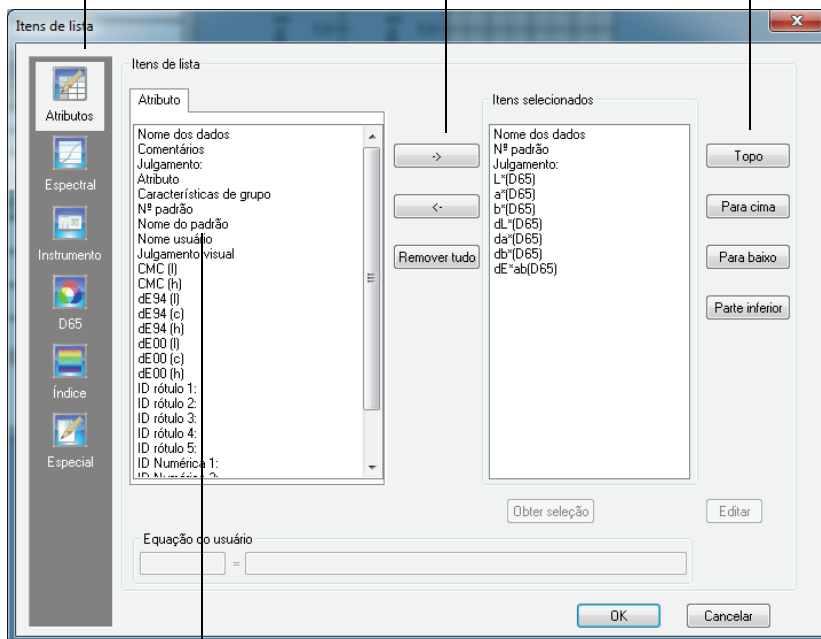 Itens de lista
Atributos
Espectral
Instrumento
D65
Índice
Especial
Itens de lista
Atributo
Nome dos dados
Comentários
Julgamento:
Atributo
Características de grupo
Nº padrão
Nome do padrão
Nome usuário
Julgamento visual
CMC (l)
CMC (h)
dE94 (l)
dE94 (c)
dE94 (h)
dE00 (l)
dE00 (c)
dE00 (h)
ID rótulo 1:
ID rótulo 2:
ID rótulo 3:
ID rótulo 4:
ID rótulo 5:
ID Numérica 1:
->
<-
Remover tudo
Itens selecionados
Nome dos dados
Nº padrão
Julgamento:
L*(D65)
a*(D65)
b*(D65)
dL*(D65)
da*(D65)
db*(D65)
dE*ab(D65)
Topo
Para cima
Para baixo
Parte inferior
Obter seleção
Editar
Equação do usuário
=
OK
Cancelar